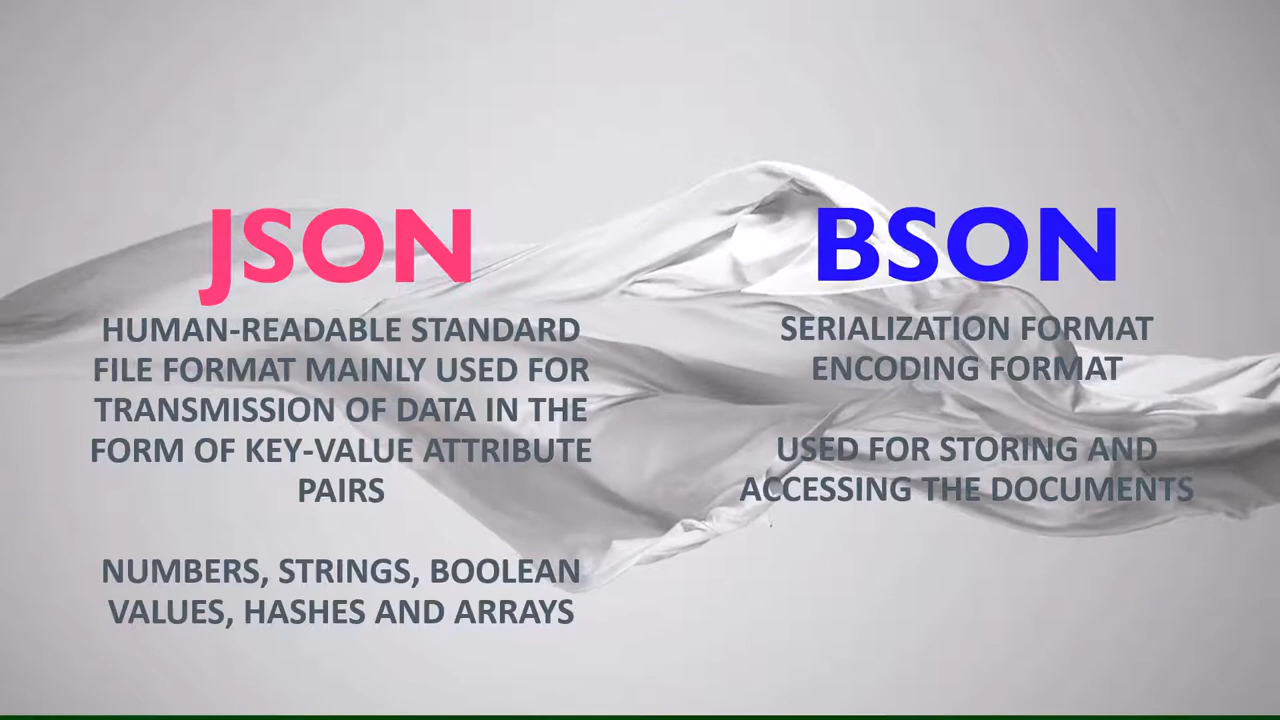 JSON
HUMAN-READABLE STANDARD
FILE FORMAT MAINLY USED FOR
TRANSMISSION OF DATA IN THE
FORM OF KEY-VALUE ATTRIBUTE
PAIRS
NUMBERS, STRINGS, BOOLEAN
VALUES, HASHES AND ARRAYS
BSON
SERIALIZATION FORMAT
ENCODING FORMAT
USED FOR STORING AND
ACCESSING THE DOCUMENTS